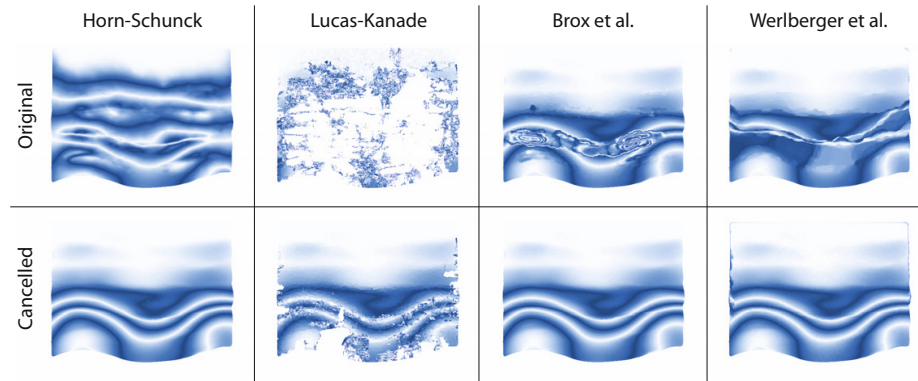 Horn-Schunck
Lucas-Kanade
Brox et al.
Werlberger et al.
Original
Cancelled